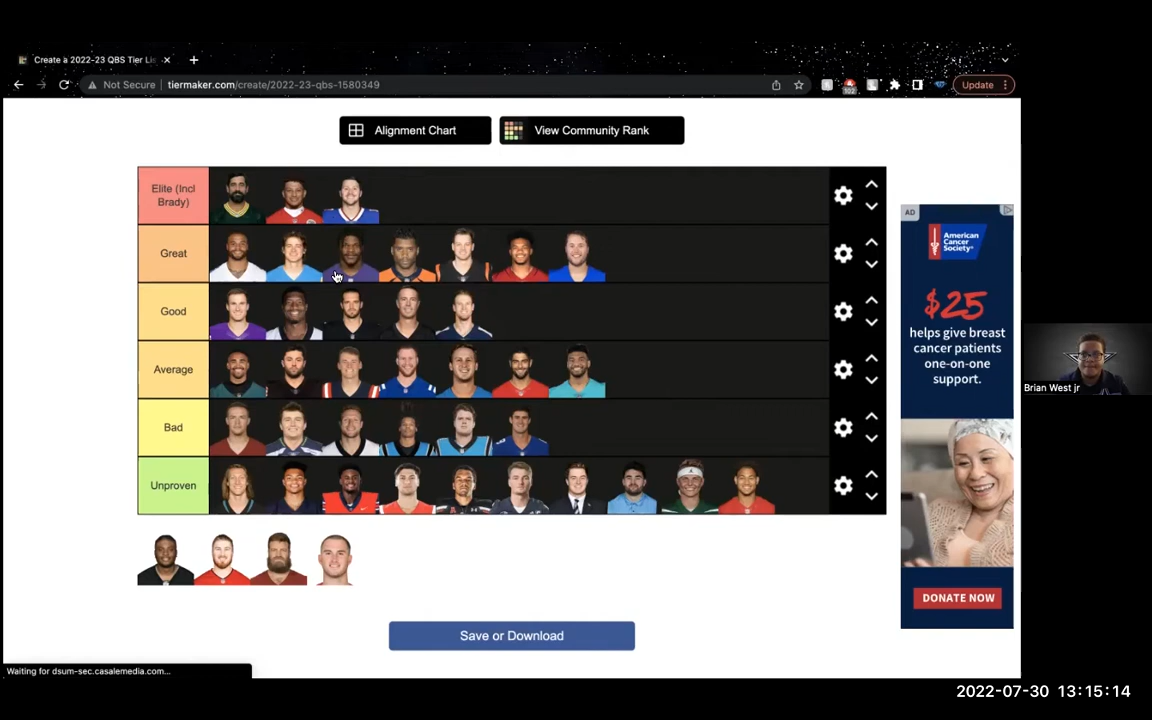 Create a 2022-23 QBS Tier Lis
Not Secure
tiermaker.com/create/2022-23-qbs-1580349
102
Update
Alignment Chart
View Community Rank
Elite (Incl
Brady)
Great
Good
Average
Bad
Unproven
Save or Download
AD
American
Cancer
Society
$25
helps give breast
cancer patients
one-on-one
support.
DONATE NOW
Brian West jr
Waiting for dsum-sec.casalemedia.com...
2022-07-30 13:15:14